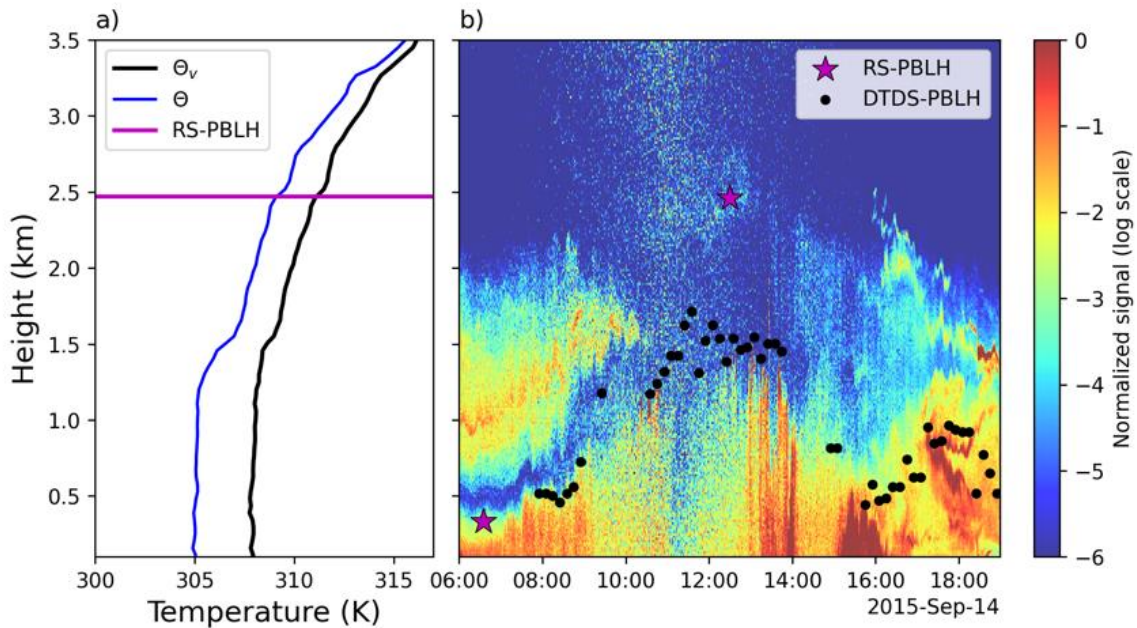 a)
b)
3.5
3.0
2.5
2.0
1.5
1.0
0.5
Height (km)
Θv
Θ
RS-PBLH
300
305
310
315
Temperature (K)
RS-PBLH
DTDS-PBLH
06:00
08:00
10:00
12:00
14:00
16:00
18:00
2015-Sep-14
0
−1
−2
−3
−4
−5
−6
Normalized signal (log scale)